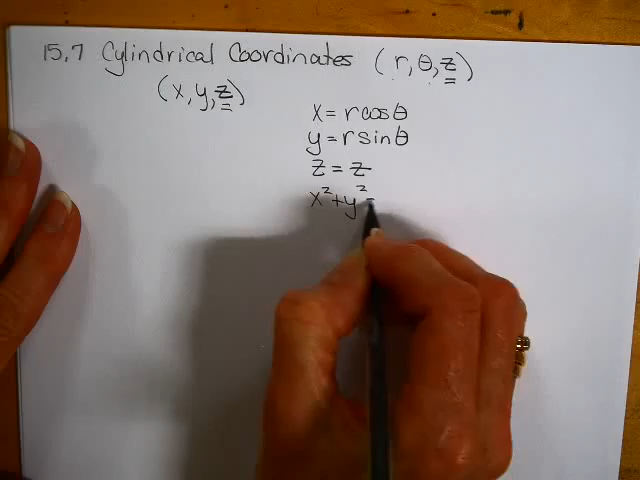 15.7 Cylindrical Coordinates (r, θ, z)
(x, y, z)
x = r cos θ
y = r sin θ
z = z
x² + y² =